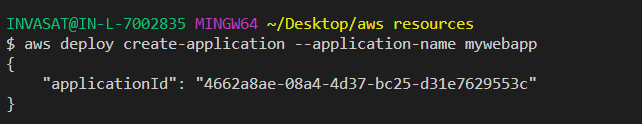 INVASAT@IN-L-7002835 MINGW64 ~/Desktop/aws resources
$ aws deploy create-application --application-name mywebapp
{
    "applicationId": "4662a8ae-08a4-4d37-bc25-d31e7629553c"
}